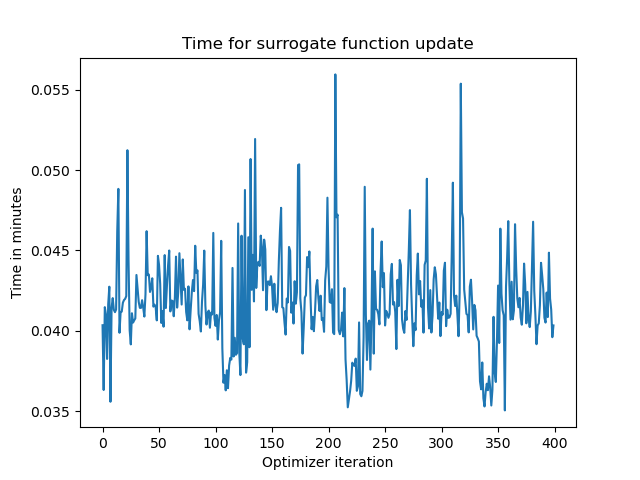 Time for surrogate function update
Time in minutes
0.055
0.050
0.045
0.040
0.035
0 50 100 150 200 250 300 350 400
Optimizer iteration